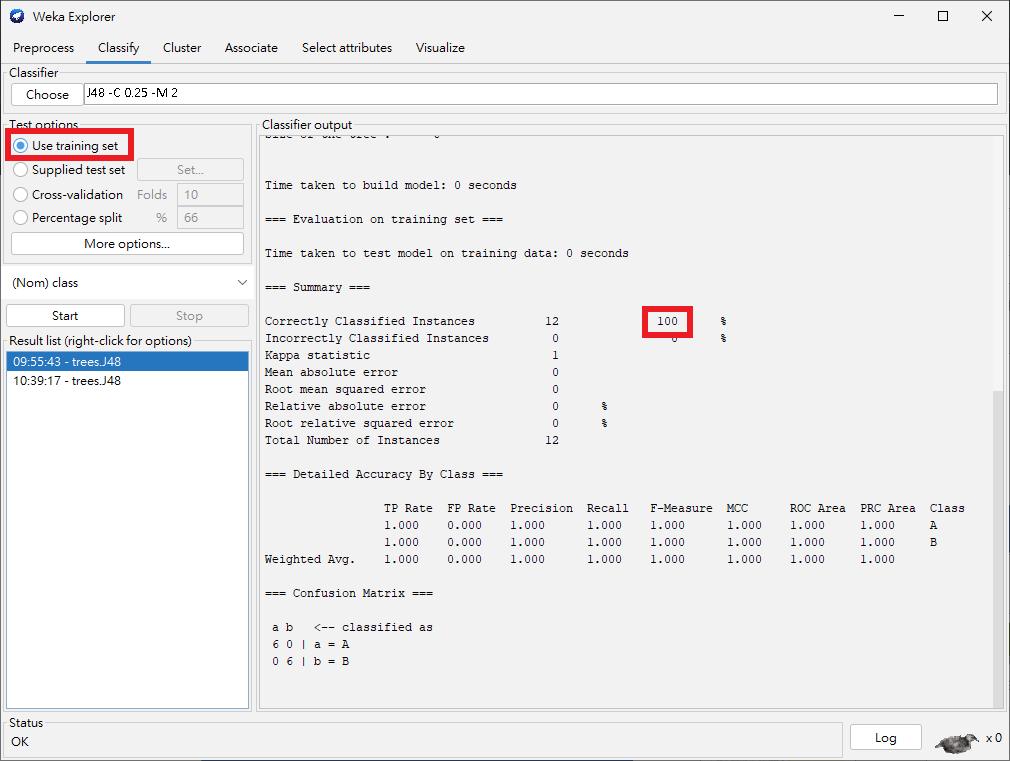 Weka Explorer
Preprocess Classify Cluster Associate Select attributes Visualize
Classifier
Choose J48 -C 0.25 -M 2
Test options
Use training set
Supplied test set Set...
Cross-validation Folds 10
Percentage split % 66
More options...
(Nom) class
Start Stop
Result list (right-click for options)
09:55:43 - trees.J48
10:39:17 - trees.J48
Classifier output
Time taken to build model: 0 seconds
=== Evaluation on training set ===
Time taken to test model on training data: 0 seconds
=== Summary ===
Correctly Classified Instances 12 100 %
Incorrectly Classified Instances 0 0 %
Kappa statistic 1
Mean absolute error 0
Root mean squared error 0
Relative absolute error 0 %
Root relative squared error 0 %
Total Number of Instances 12
=== Detailed Accuracy By Class ===
TP Rate FP Rate Precision Recall F-Measure MCC ROC Area PRC Area Class
1.000 0.000 1.000 1.000 1.000 1.000 1.000 1.000 A
1.000 0.000 1.000 1.000 1.000 1.000 1.000 1.000 B
Weighted Avg. 1.000 0.000 1.000 1.000 1.000 1.000 1.000 1.000
=== Confusion Matrix ===
a b <-- classified as
6 0 | a = A
0 6 | b = B
Status
OK
Log
x 0